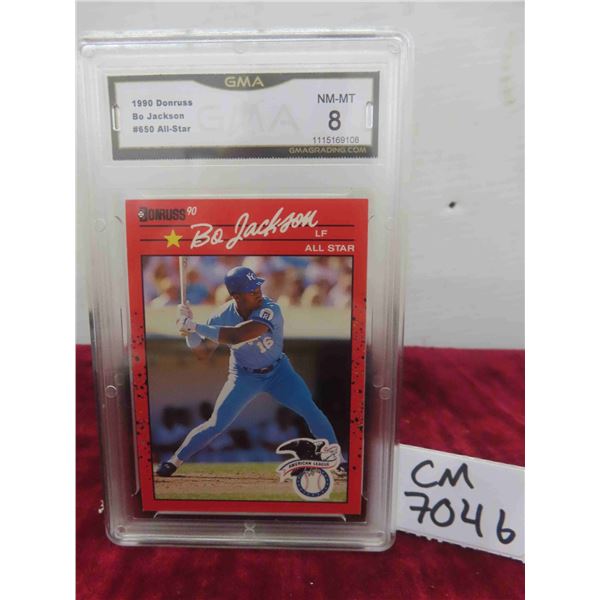 GMA
1990 Donruss
Bo Jackson
#650 All-Star
NM-MT
8
1115169108
GMAGRADING.COM
DONRUSS 90
Bo Jackson
LF
ALL STAR
16
AMERICAN LEAGUE
CM
7046